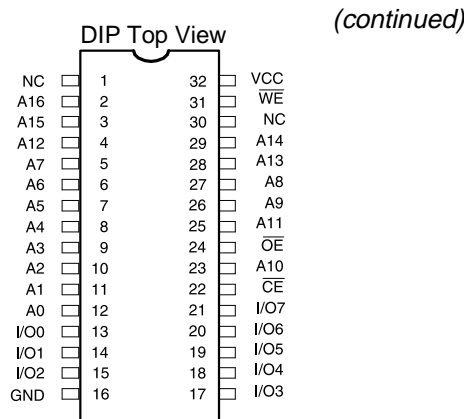 (continued)
DIP Top View
NC 1 32 VCC
A16 2 31 WE
A15 3 30 NC
A12 4 29 A14
A7 5 28 A13
A6 6 27 A8
A5 7 26 A9
A4 8 25 A11
A3 9 24 OE
A2 10 23 A10
A1 11 22 CE
A0 12 21 I/O7
I/O0 13 20 I/O6
I/O1 14 19 I/O5
I/O2 15 18 I/O4
GND 16 17 I/O3